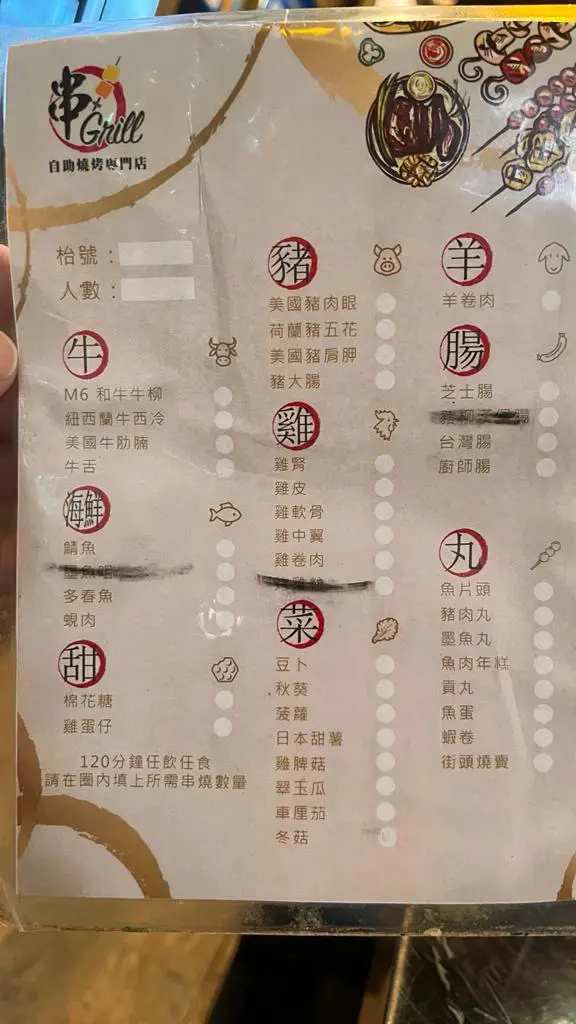 串
Grill
自助燒烤専門店
枱號：
人數：
牛
M6 和牛牛柳
紐西蘭牛西冷
美國牛肋腩
牛舌
海鮮
鯖魚
多春魚
蜆肉
甜
棉花糖
雞蛋仔
120分鐘任飲任食
請在圈內填上所需串燒數量
豬
美國豬肉眼
荷蘭豬五花
美國豬肩胛
豬大腸
雞
雞腎
雞皮
雞軟骨
雞中翼
雞卷肉
菜
豆卜
秋葵
菠蘿
日本甜薯
雞脾菇
翠玉瓜
車厘茄
冬菇
羊
羊卷肉
腸
芝士腸
台灣腸
廚師腸
丸
魚片頭
豬肉丸
墨魚丸
魚肉年糕
貢丸
魚蛋
蝦卷
街頭燒賣